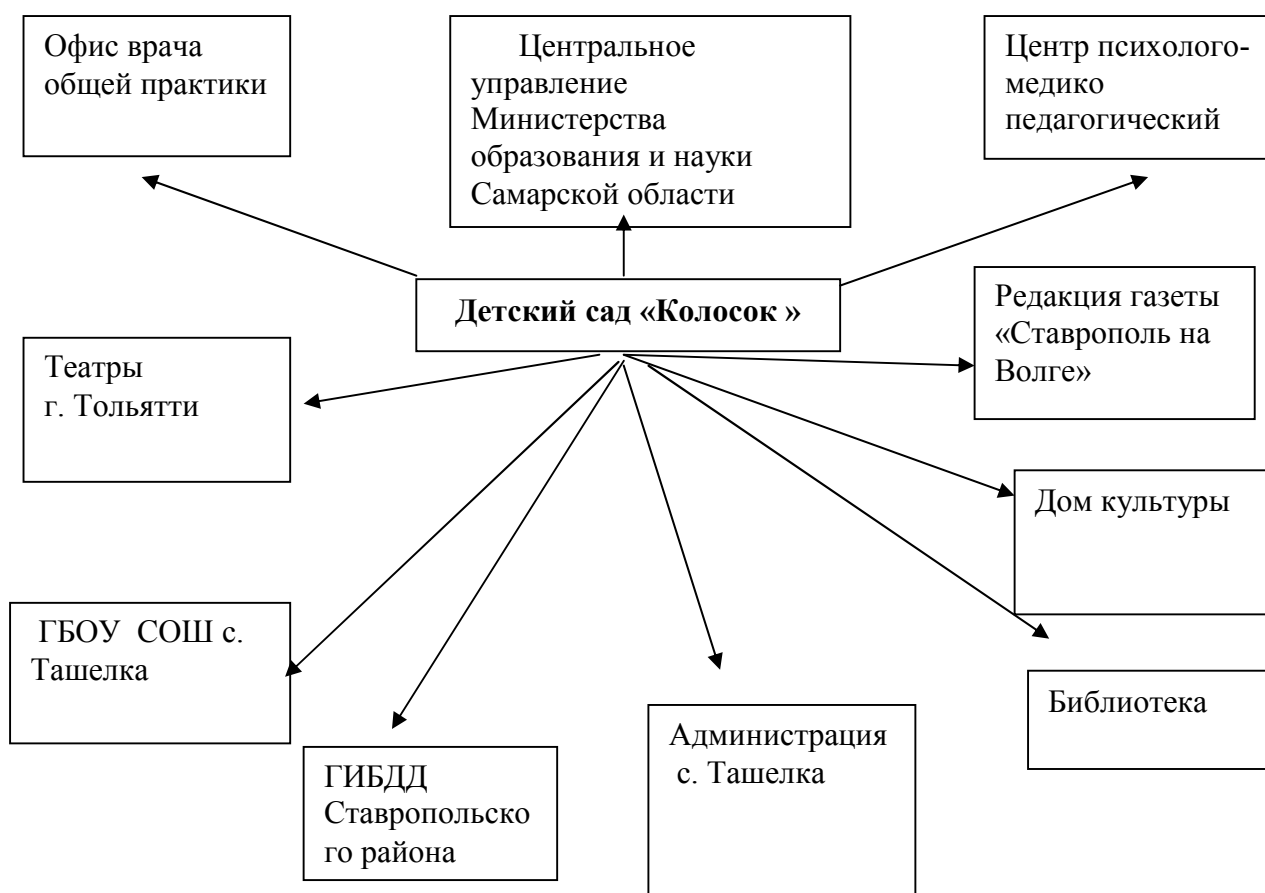 Офис врача
общей практики
Центральное
управление
Министерства
образования и науки
Самарской области
Центр психолого-
медико
педагогический
Детский сад «Колосок »
Редакция газеты
«Ставрополь на
Волге»
Театры
г. Тольятти
Дом культуры
ГБОУ  СОШ с.
Ташелка
Библиотека
Администрация
с. Ташелка
ГИБДД
Ставропольско
го района